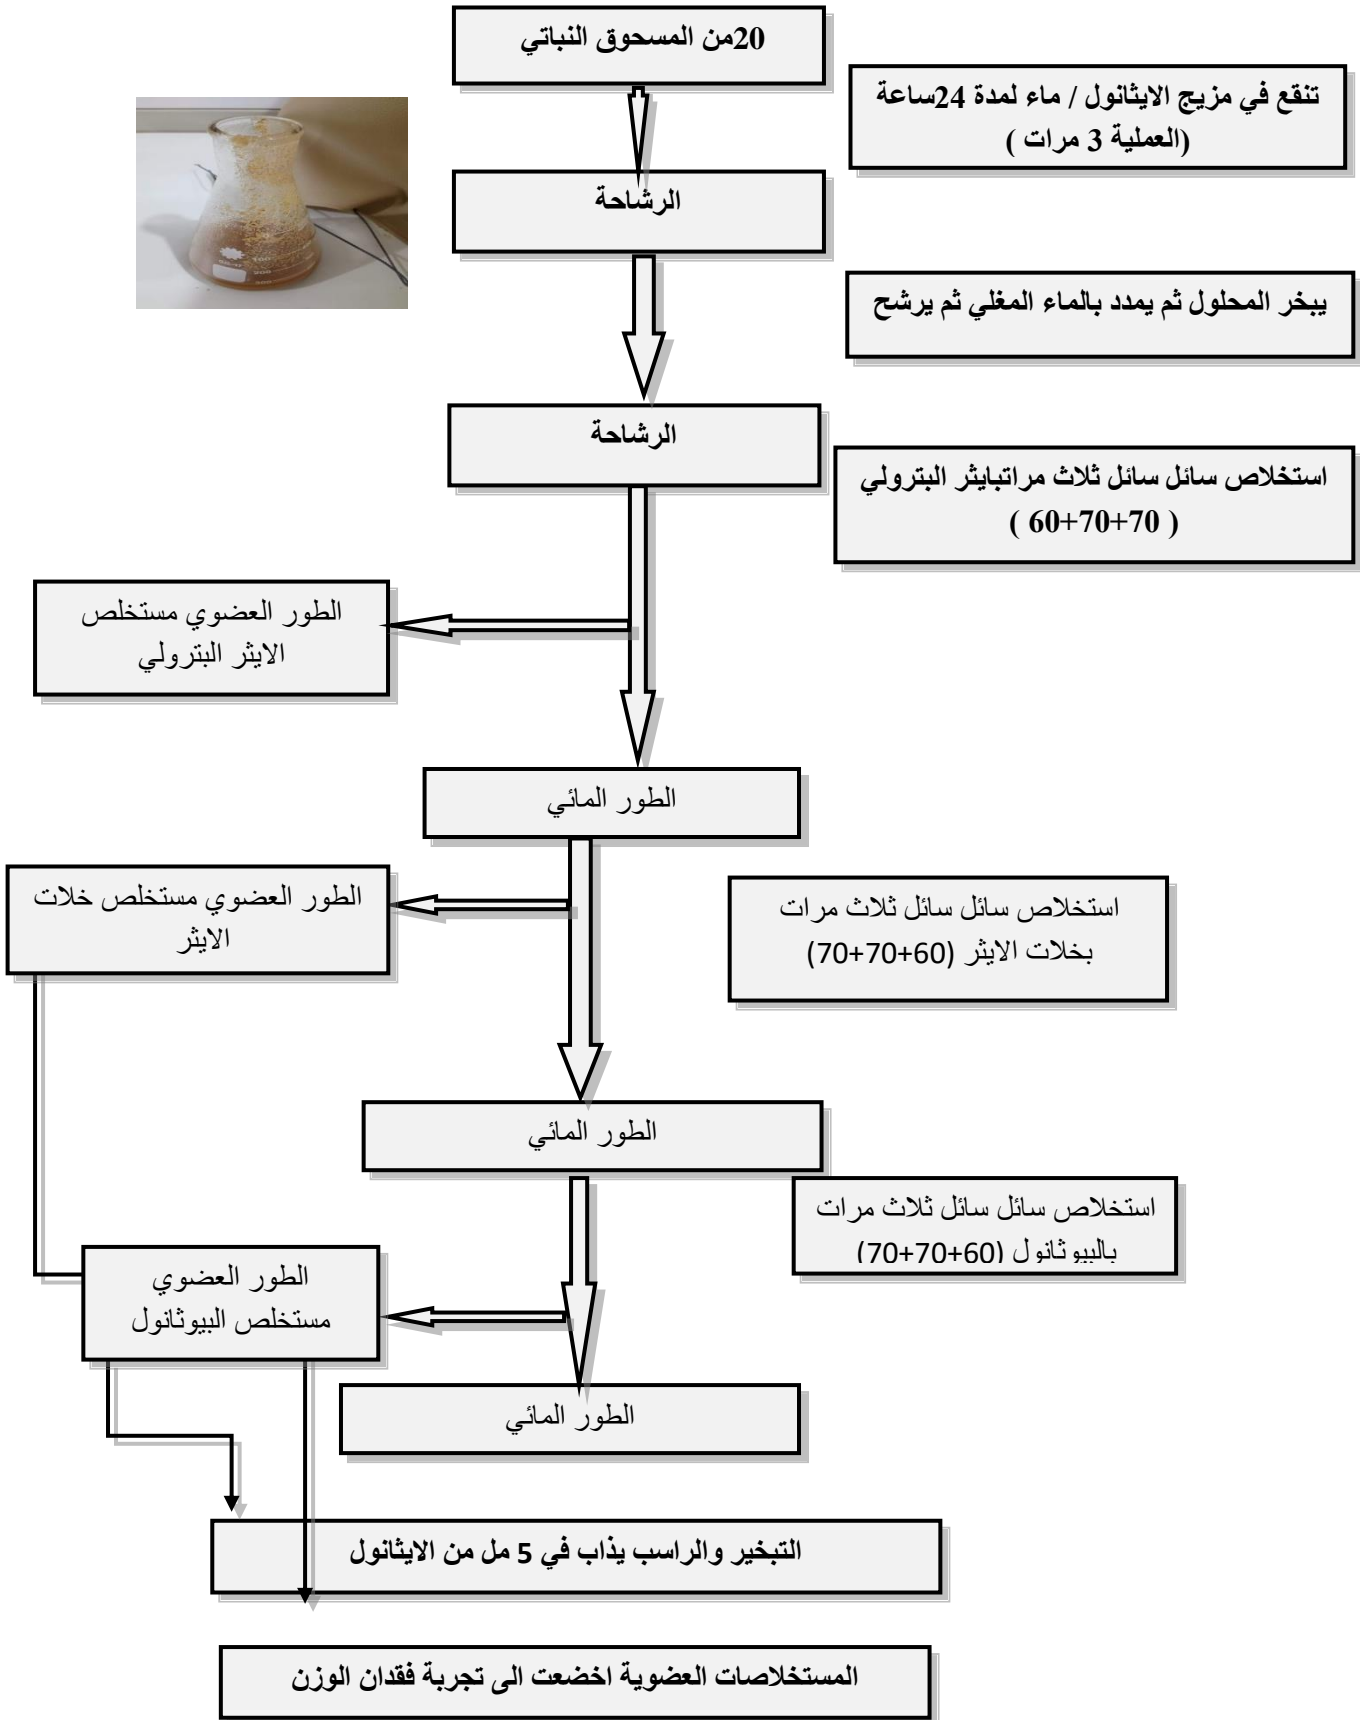 20من المسحوق النباتي
تنقع في مزيج الايثانول / ماء لمدة 24ساعة
(العملية 3 مرات )
الرشاحة
يبخر المحلول ثم يمدد بالماء المغلي ثم يرشح
الرشاحة
استخلاص سائل سائل ثلاث مراتبايثر البترولي
( 60+70+70 )
الطور العضوي مستخلص
الايثر البترولي
الطور المائي
الطور العضوي مستخلص خلات
الايثر
استخلاص سائل سائل ثلاث مرات
بخلات الايثر (60+70+70)
الطور المائي
استخلاص سائل سائل ثلاث مرات
بالبيوثانول (60+70+70)
الطور العضوي
مستخلص البيوثانول
الطور المائي
التبخير والراسب يذاب في 5 مل من الايثانول
المستخلاصات العضوية اخضعت الى تجربة فقدان الوزن